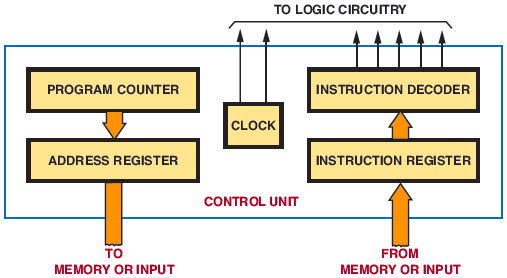 TO LOGIC CIRCUITRY
PROGRAM COUNTER
INSTRUCTION DECODER
CLOCK
ADDRESS REGISTER
INSTRUCTION REGISTER
CONTROL UNIT
TO
MEMORY OR INPUT
FROM
MEMORY OR INPUT